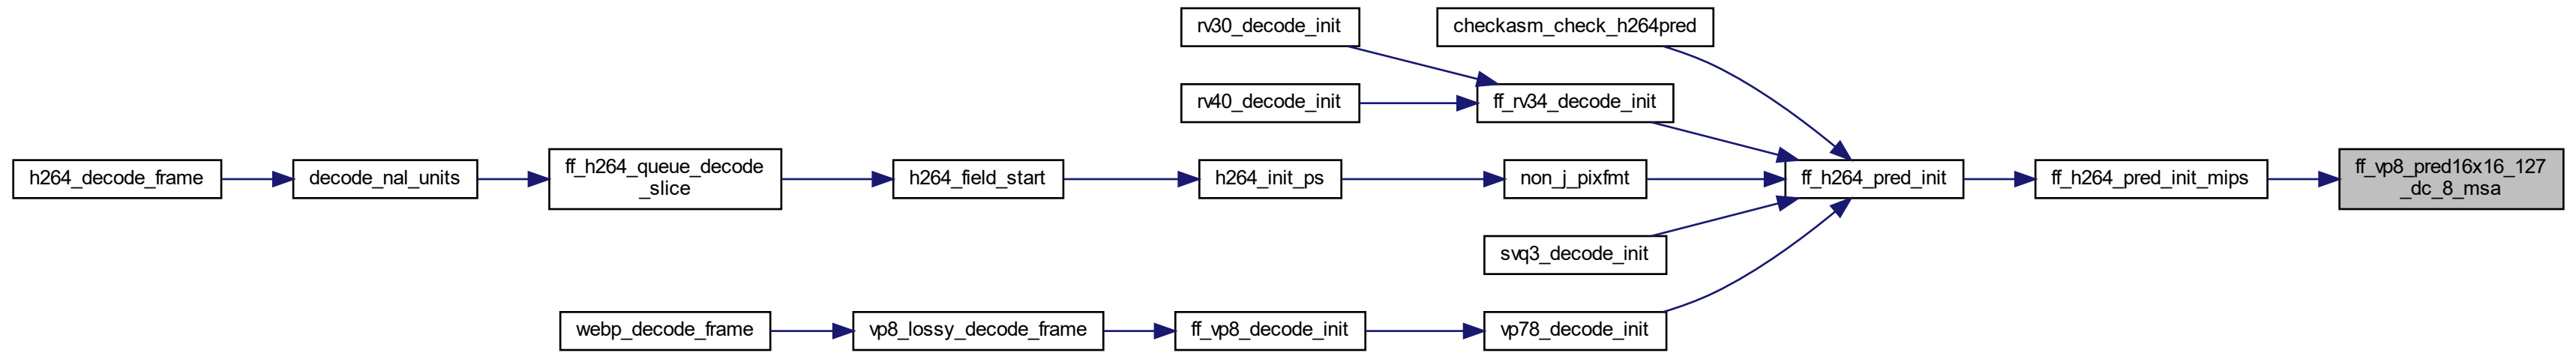 rv30_decode_init
checkasm_check_h264pred
rv40_decode_init
ff_rv34_decode_init
h264_decode_frame
decode_nal_units
ff_h264_queue_decode
_slice
h264_field_start
h264_init_ps
non_j_pixfmt
ff_h264_pred_init
ff_h264_pred_init_mips
ff_vp8_pred16x16_127
_dc_8_msa
svq3_decode_init
webp_decode_frame
vp8_lossy_decode_frame
ff_vp8_decode_init
vp78_decode_init